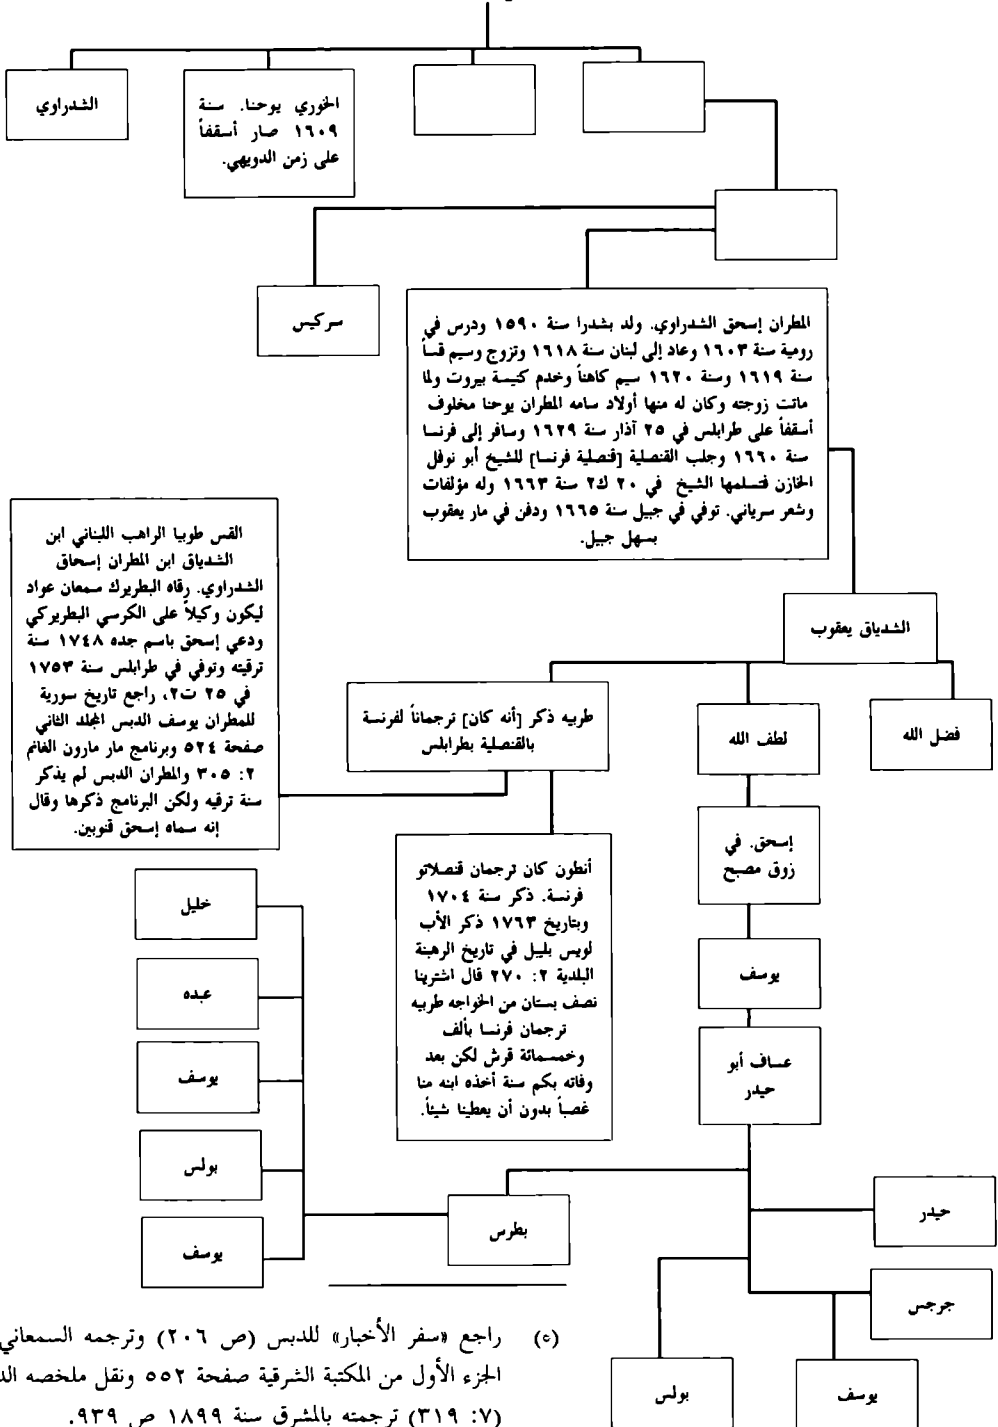 الشدراوي
الخوري يوحنا. سنة
١٦٠٩ صار أسقفاً
على زمن الدويهي.
سركيس
المطران إسحق الشدراوي. ولد بشدرا سنة ١٥٩٠ ودرس في
رومية سنة ١٦٠٣ وعاد إلى لبنان سنة ١٦١٨ وتزوج وسيم قساً
سنة ١٦١٩ وسنة ١٦٢٠ سيم كاهناً وخدم كنيسة بيروت ولما
ماتت زوجته وكان له منها أولاد سامه المطران يوحنا مخلوف
أسقفاً على طرابلس في ٢٥ آذار سنة ١٦٢٩ وسافر إلى فرنسا
سنة ١٦٦٠ وجلب القنصلية [قنصلية فرنسا] للشيخ أبو نوفل
الخازن فتسلمها الشيخ في ٢٠ ك٢ سنة ١٦٦٣ وله مؤلفات
وشعر سرياني. توفي في جبيل سنة ١٦٦٥ ودفن في مار يعقوب
بسهل جبيل.
القس طوبيا الراهب اللبناني ابن
الشدياق ابن المطران إسحاق
الشدراوي. رقاه البطريرك سمعان عواد
ليكون وكيلاً على الكرسي البطريركي
ودعي إسحق باسم جده ١٧٤٨ سنة
ترقيته وتوفي في طرابلس سنة ١٧٥٣
في ٢٥ ت٢، راجع تاريخ سورية
للمطران يوسف الدبس المجلد الثاني
صفحة ٥٢٤ وبرنامج مار مارون الغانم
٢: ٣٠٥ والمطران الدبس لم يذكر
سنة ترقيه ولكن البرنامج ذكرها وقال
إنه سماه إسحق قنوبين.
الشدياق يعقوب
طربيه ذكر [أنه كان] ترجماناً لفرنسة
بالقنصلية بطرابلس
لطف الله
فضل الله
أنطون كان ترجمان قنصلاتو
فرنسة. ذكر سنة ١٧٠٤
وبتاريخ ١٧٦٣ ذكر الأب
لويس بليبل في تاريخ الرهبنة
البلدية ٢: ٢٧٠ قال اشترينا
نصف بستان من الخواجه طربيه
ترجمان فرنسا بألف
وخمسمائة قرش لكن بعد
وفاته بكم سنة أخذه ابنه منا
غصباً بدون أن يعطينا شيئاً.
إسحق. في
زوق مصبح
يوسف
عساف أبو
حيدر
خليل
عبده
يوسف
بولس
يوسف
بطرس
حيدر
جرجس
بولس
يوسف
(٥) راجع «سفر الأخبار» للدبس (ص ٢٠٦) وترجمه السمعاني
الجزء الأول من المكتبة الشرقية صفحة ٥٥٢ ونقل ملخصه
(٧: ٣١٩) ترجمته بالمشرق سنة ١٨٩٩ ص ٩٣٩.